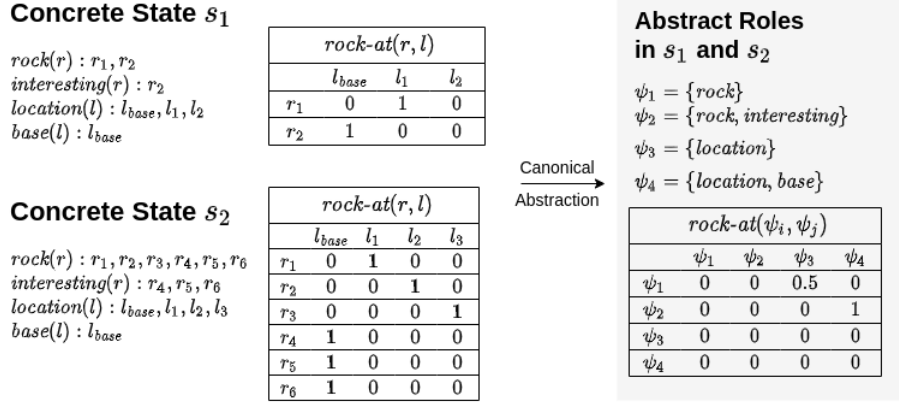 Concrete State s₁
rock(r) : r₁, r₂
interesting(r) : r₂
location(l) : l_base, l₁, l₂
base(l) : l_base
rock-at(r, l)
l_base l₁ l₂
r₁ 0 1 0
r₂ 1 0 0
Concrete State s₂
rock(r) : r₁, r₂, r₃, r₄, r₅, r₆
interesting(r) : r₄, r₅, r₆
location(l) : l_base, l₁, l₂, l₃
base(l) : l_base
rock-at(r, l)
l_base l₁ l₂ l₃
r₁ 0 1 0 0
r₂ 0 0 1 0
r₃ 0 0 0 1
r₄ 1 0 0 0
r₅ 1 0 0 0
r₆ 1 0 0 0
Canonical
Abstraction
Abstract Roles
in s₁ and s₂
ψ₁ = {rock}
ψ₂ = {rock, interesting}
ψ₃ = {location}
ψ₄ = {location, base}
rock-at(ψᵢ, ψⱼ)
ψ₁ ψ₂ ψ₃ ψ₄
ψ₁ 0 0 0.5 0
ψ₂ 0 0 0 1
ψ₃ 0 0 0 0
ψ₄ 0 0 0 0